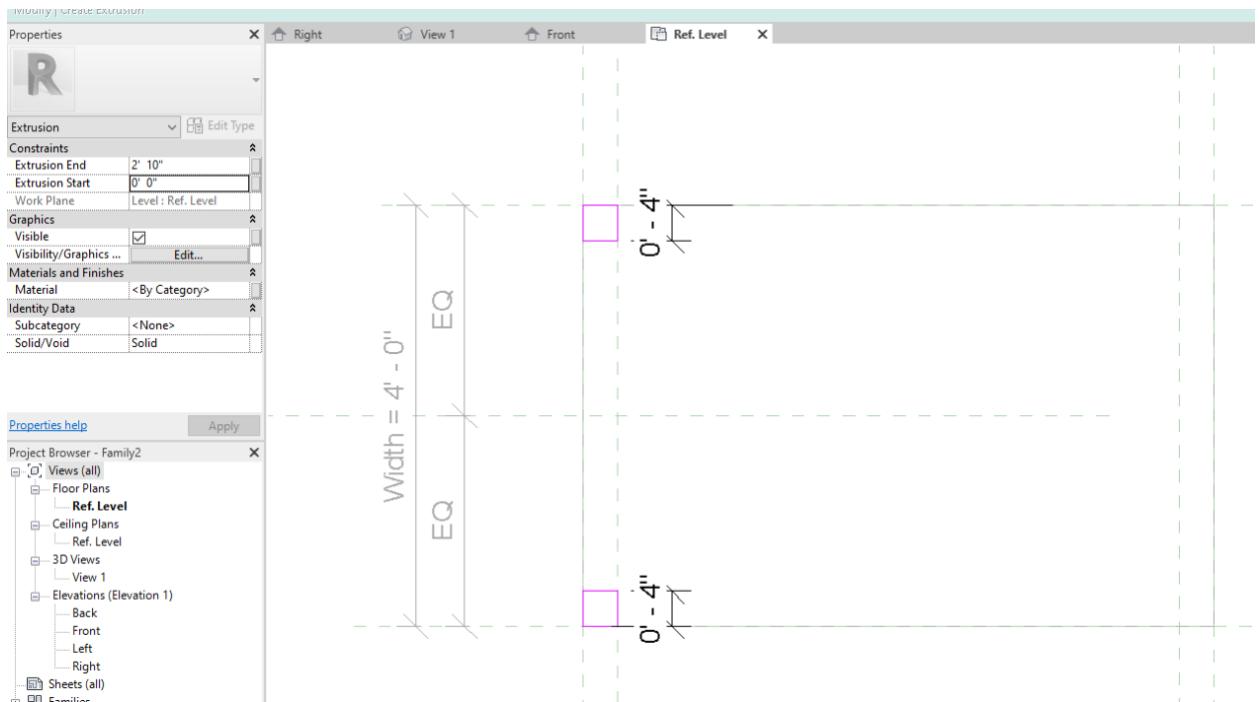 Modify | Create Extrusion
Properties
Right
View 1
Front
Ref. Level
R
Extrusion
Edit Type
Constraints
Extrusion End 2' 10"
Extrusion Start 0' 0"
Work Plane Level : Ref. Level
Graphics
Visible
Visibility/Graphics ... Edit...
Materials and Finishes
Material <By Category>
Identity Data
Subcategory <None>
Solid/Void Solid
Properties help
Apply
Project Browser - Family2
Views (all)
Floor Plans
Ref. Level
Ceiling Plans
Ref. Level
3D Views
View 1
Elevations (Elevation 1)
Back
Front
Left
Right
Sheets (all)
Families
Width = 4' - 0"
EQ
EQ
0' - 4"
0' - 4"